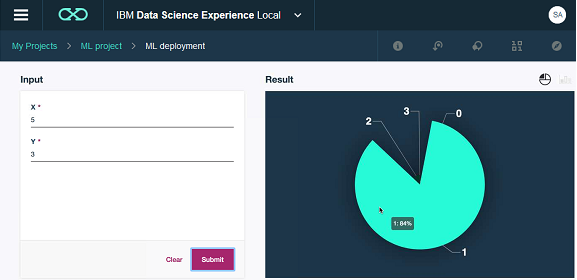 IBM Data Science Experience Local
SA
My Projects > ML project > ML deployment
Input
Result
X *
5
Y *
3
Clear
Submit
3
0
2
1: 84%
1